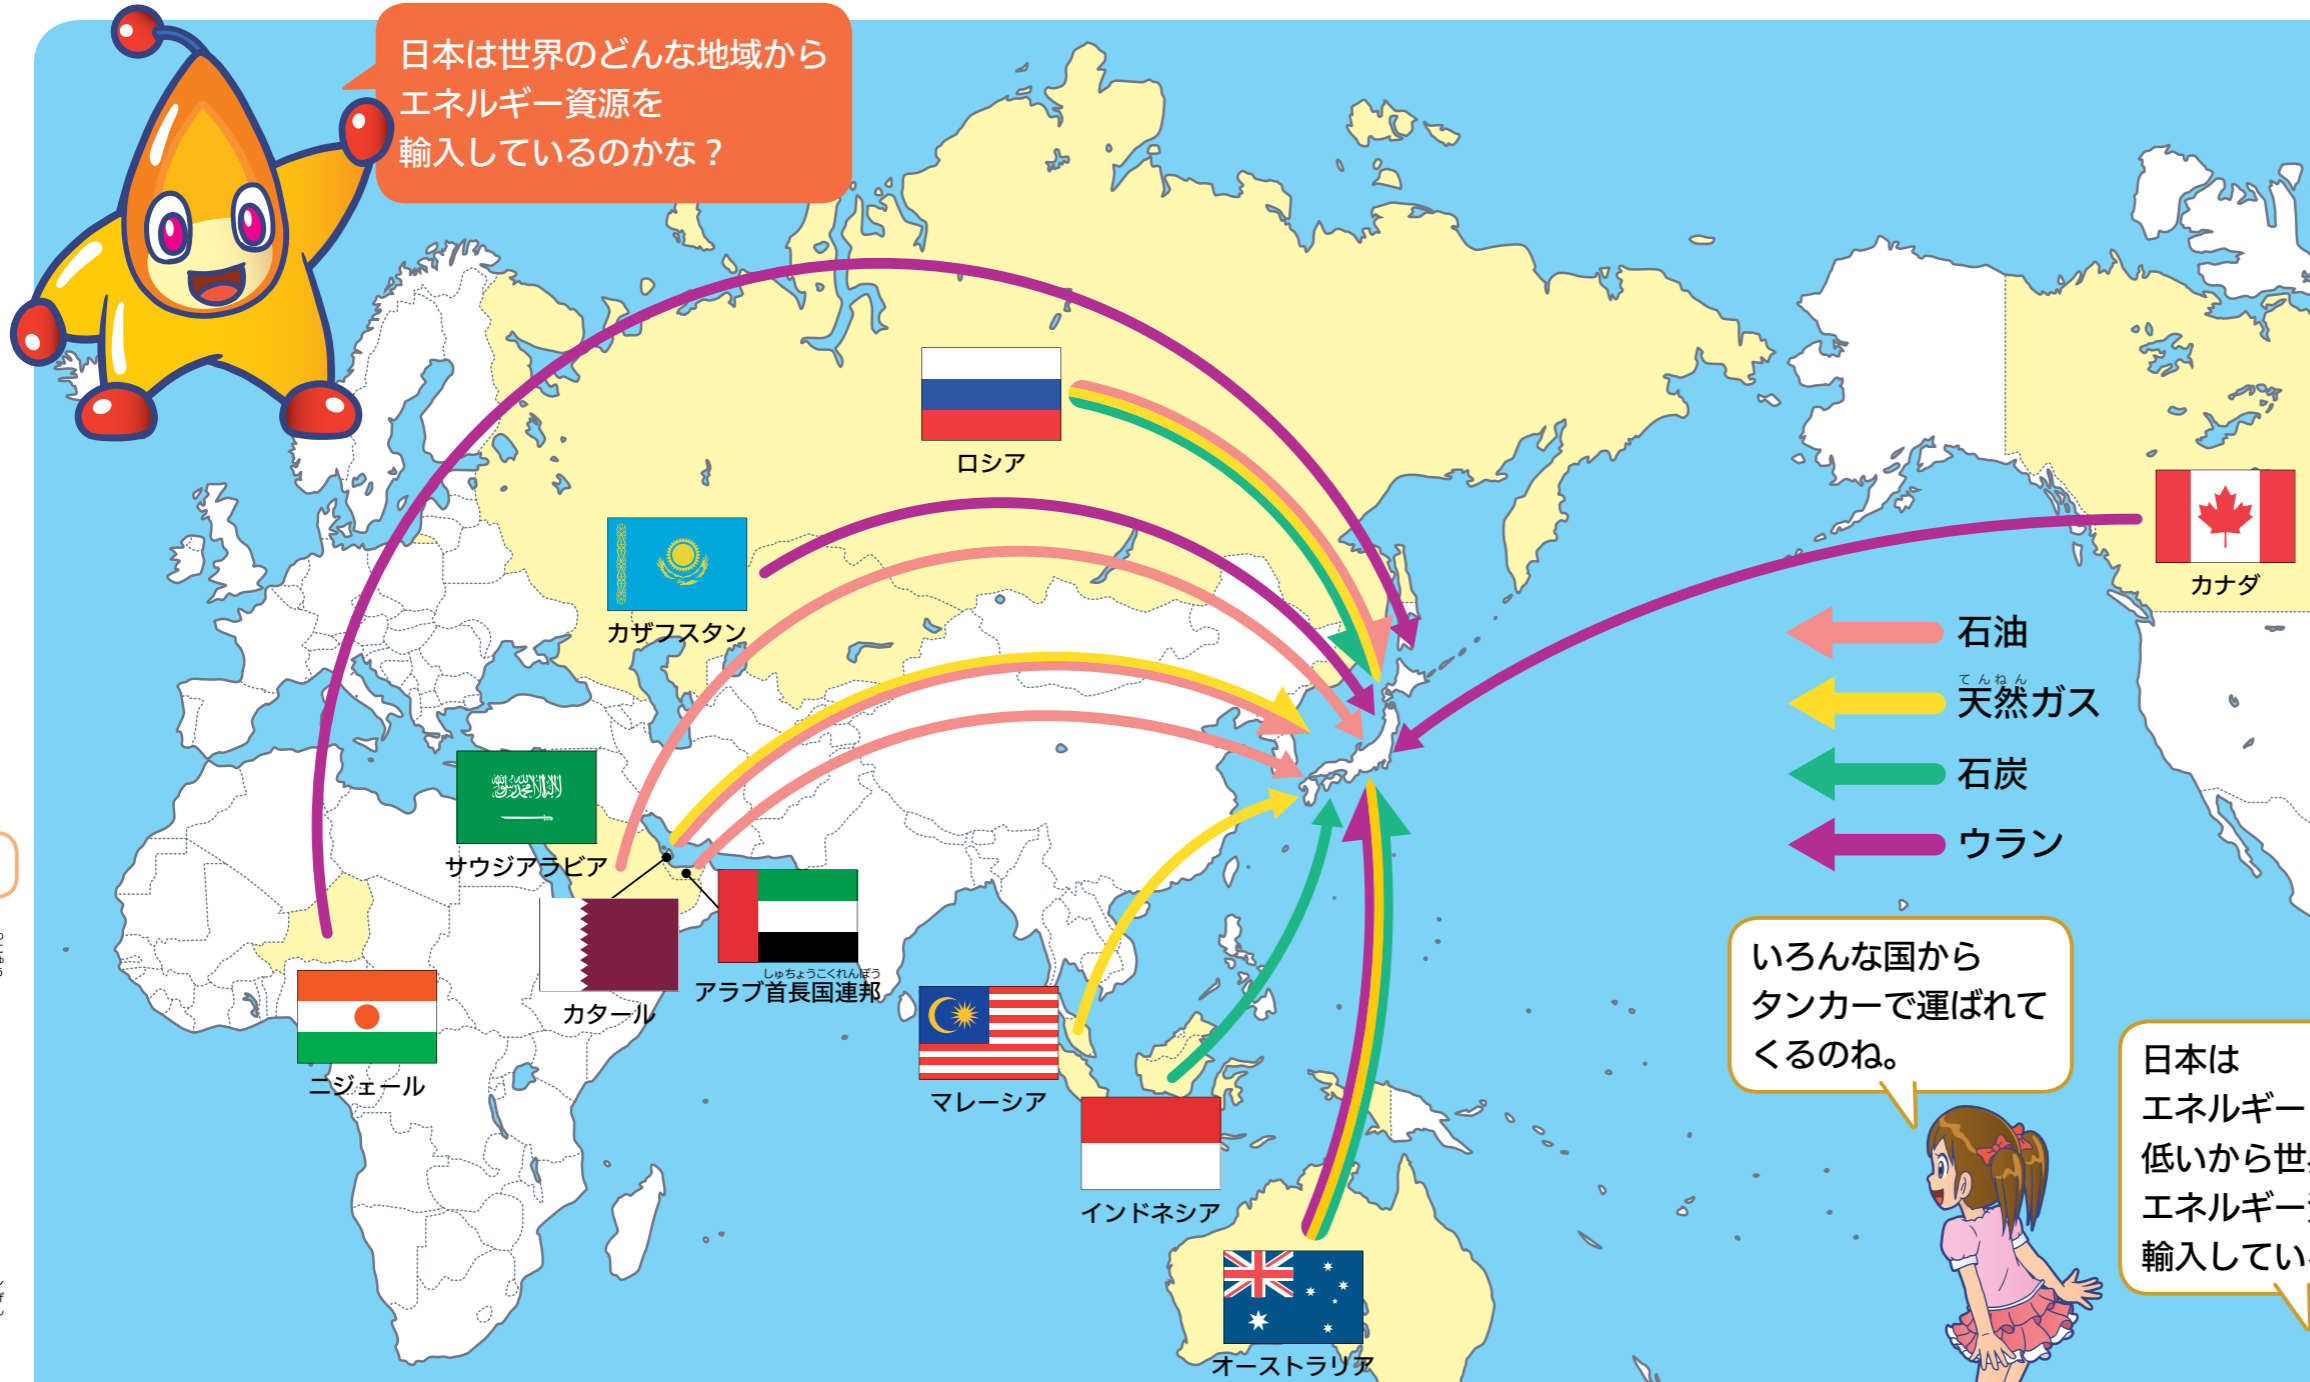 日本は世界のどんな地域から
エネルギー資源を
輸入しているのかな？
ロシア
カザフスタン
カナダ
石油
てんねん
天然ガス
石炭
ウラン
サウジアラビア
カタール
しゅちょうこくれんぽう
アラブ首長国連邦
ニジェール
マレーシア
インドネシア
オーストラリア
いろんな国から
タンカーで運ばれて
くるのね。
日本は
エネルギー
低いから世
エネルギー
輸入してい